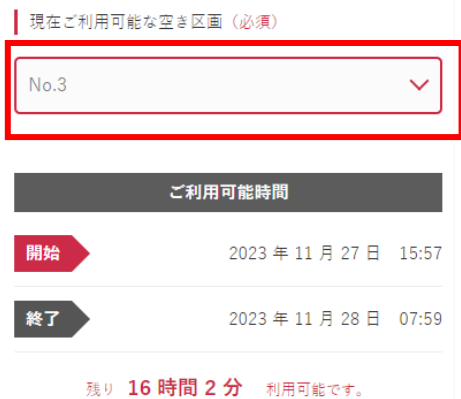 現在ご利用可能な空き区画（必須）
No.3
ご利用可能時間
開始 2023 年 11 月 27 日 15:57
終了 2023 年 11 月 28 日 07:59
残り 16 時間 2 分 利用可能です。